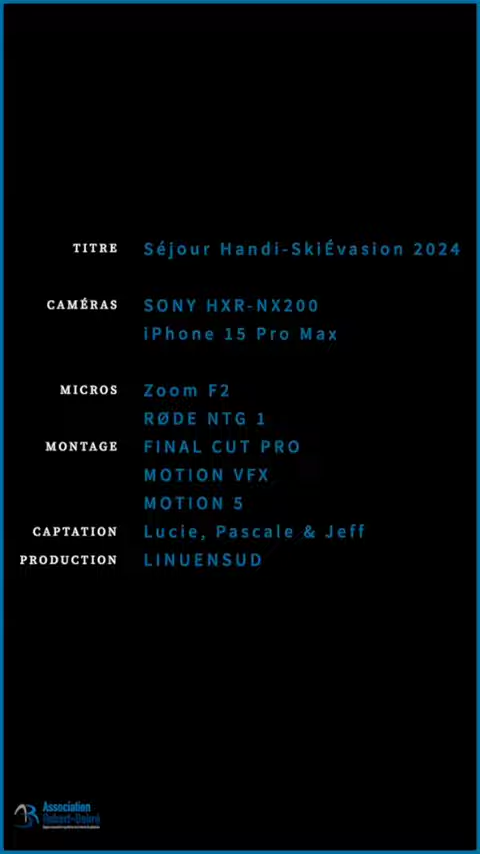 TITRE Séjour Handi-SkiÉvasion 2024
CAMÉRAS SONY HXR-NX200
iPhone 15 Pro Max
MICROS Zoom F2
RØDE NTG 1
MONTAGE FINAL CUT PRO
MOTION VFX
MOTION 5
CAPTATION Lucie, Pascale & Jeff
PRODUCTION LINUENSUD
Association
Robert-Debré